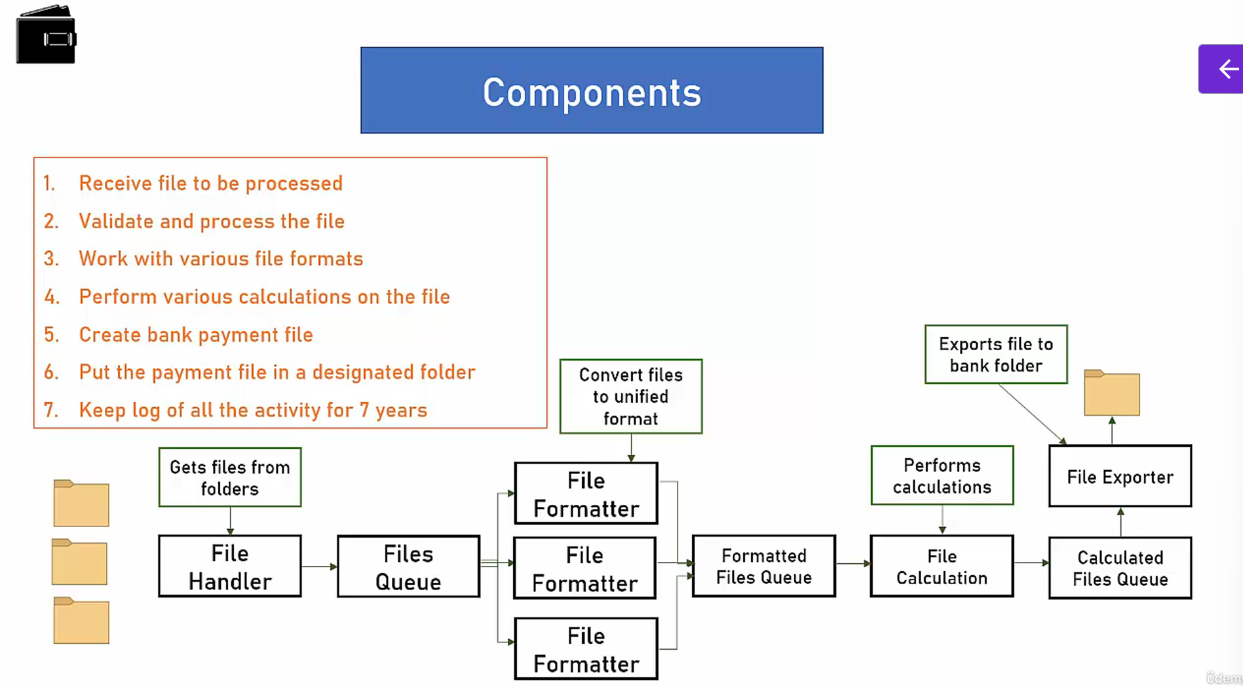 Components
1. Receive file to be processed
2. Validate and process the file
3. Work with various file formats
4. Perform various calculations on the file
5. Create bank payment file
6. Put the payment file in a designated folder
7. Keep log of all the activity for 7 years
Exports file to
bank folder
Convert files
to unified
format
Gets files from
folders
Performs
calculations
File
Formatter
File Exporter
File
Handler
Files
Queue
File
Formatter
Formatted
Files Queue
File
Calculation
Calculated
Files Queue
File
Formatter